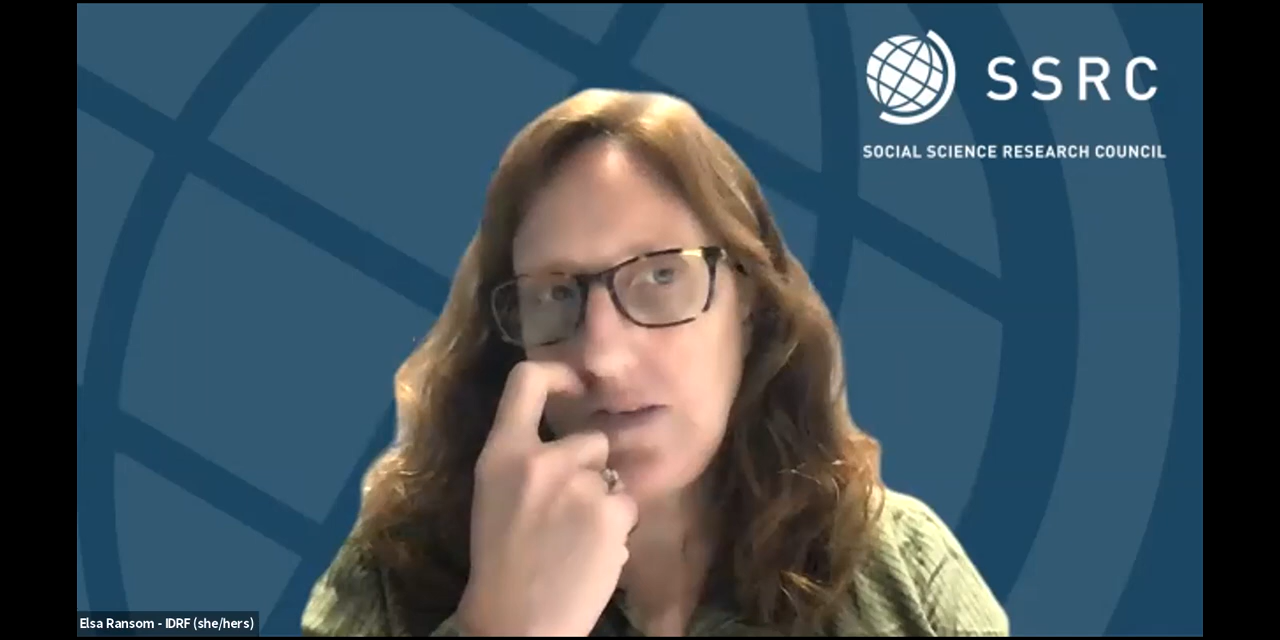 SSRC
SOCIAL SCIENCE RESEARCH COUNCIL
Elsa Ransom - IDRF (she/hers)